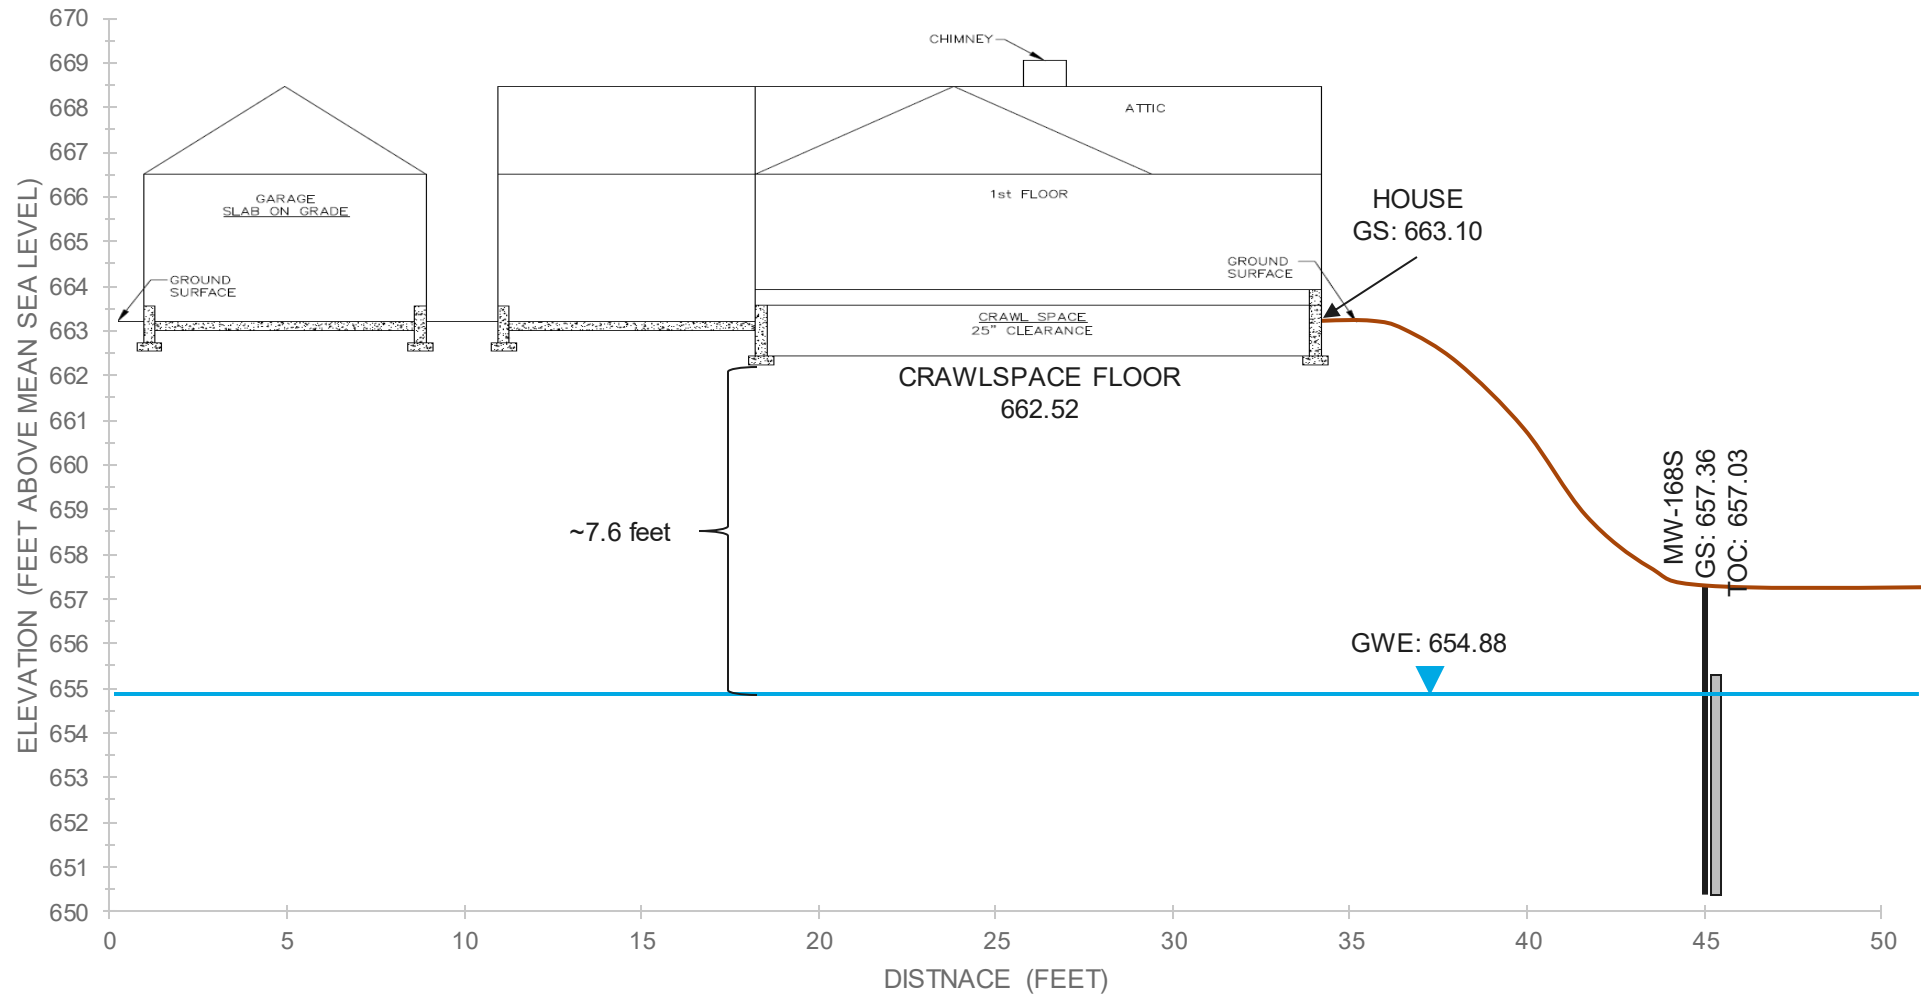 670
669
668
667
666
665
664
663
662
661
660
659
658
657
656
655
654
653
652
651
650
ELEVATION (FEET ABOVE MEAN SEA LEVEL)
CHIMNEY
ATTIC
GARAGE
SLAB ON GRADE
1st FLOOR
HOUSE
GS: 663.10
GROUND
SURFACE
GROUND
SURFACE
CRAWL SPACE
25" CLEARANCE
CRAWLSPACE FLOOR
662.52
~7.6 feet
MW-168S
GS: 657.36
TOC: 657.03
GWE: 654.88
0
5
10
15
20
25
30
35
40
45
50
DISTNACE (FEET)